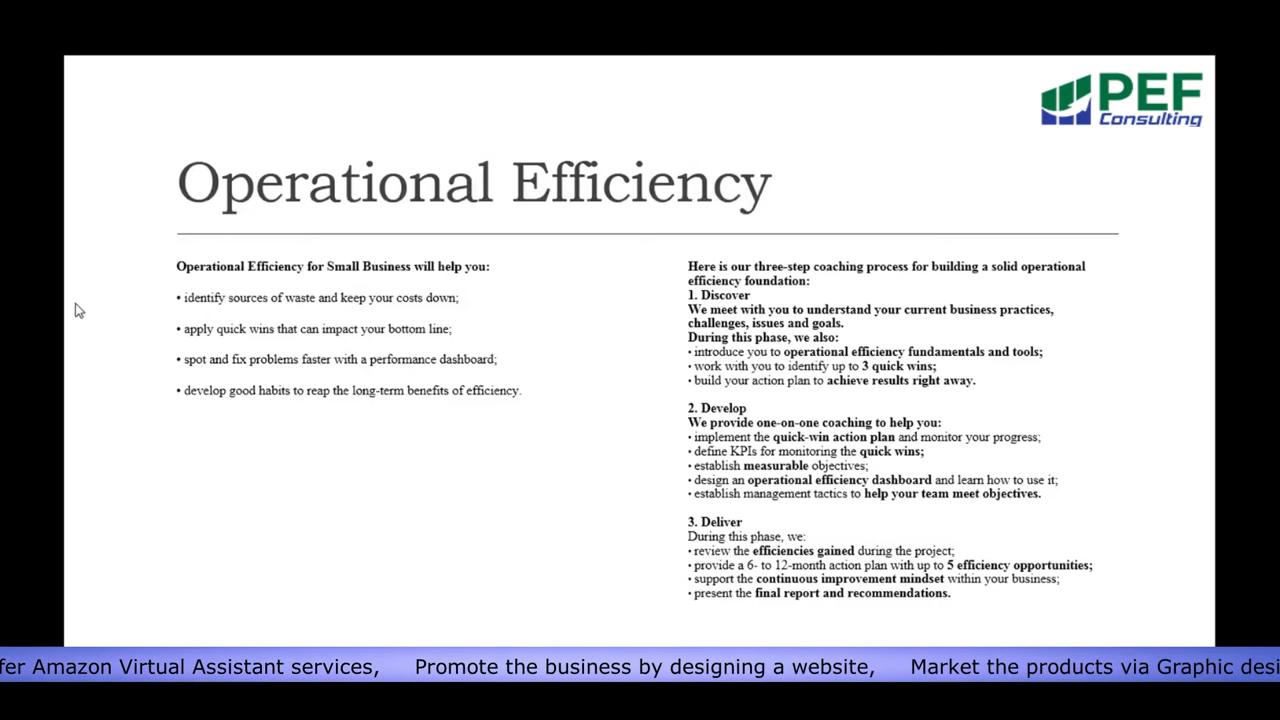 PEF
Consulting
Operational Efficiency
Operational Efficiency for Small Business will help you:
• identify sources of waste and keep your costs down;
• apply quick wins that can impact your bottom line;
• spot and fix problems faster with a performance dashboard;
• develop good habits to reap the long-term benefits of efficiency.
Here is our three-step coaching process for building a solid operational
efficiency foundation:
1. Discover
We meet with you to understand your current business practices,
challenges, issues and goals.
During this phase, we also:
• introduce you to operational efficiency fundamentals and tools;
• work with you to identify up to 3 quick wins;
• build your action plan to achieve results right away.
2. Develop
We provide one-on-one coaching to help you:
• implement the quick-win action plan and monitor your progress;
• define KPIs for monitoring the quick wins;
• establish measurable objectives;
• design an operational efficiency dashboard and learn how to use it;
• establish management tactics to help your team meet objectives.
3. Deliver
During this phase, we:
• review the efficiencies gained during the project;
• provide a 6- to 12-month action plan with up to 5 efficiency opportunities;
• support the continuous improvement mindset within your business;
• present the final report and recommendations.
fer Amazon Virtual Assistant services, Promote the business by designing a website, Market the products via Graphic desi